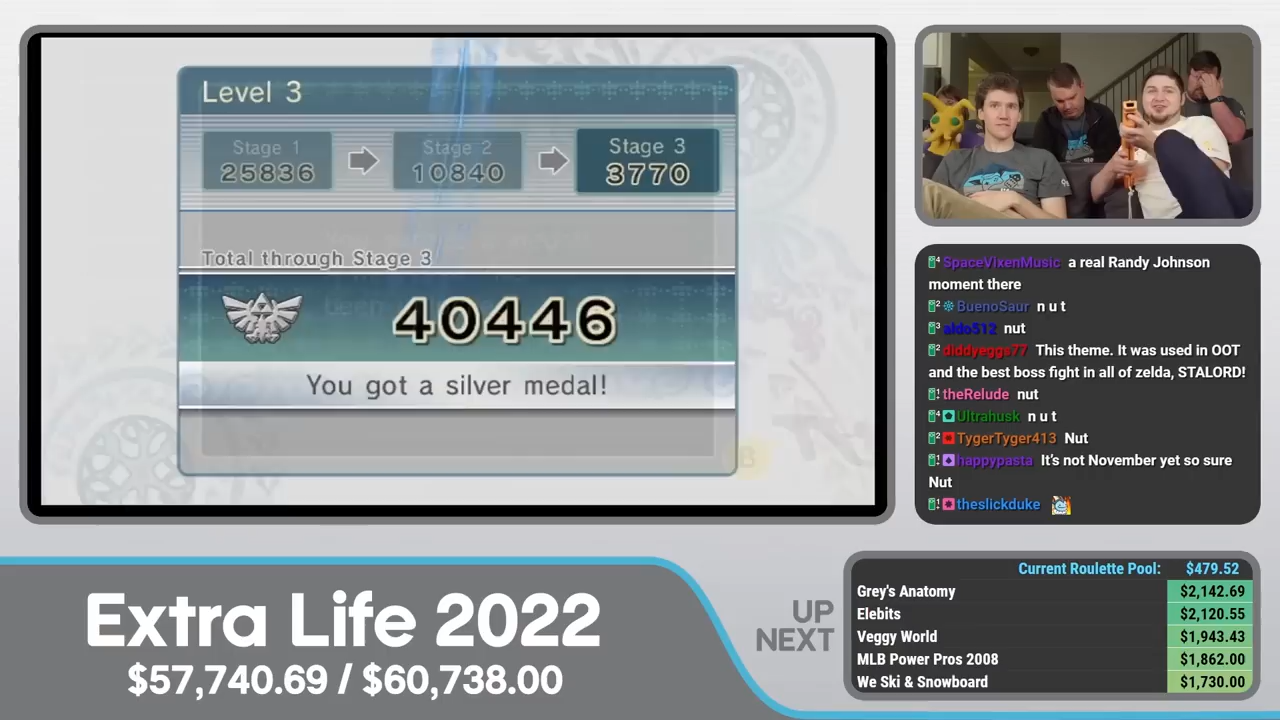 Level 3
Stage 1
25836
Stage 2
10840
Stage 3
3770
Total through Stage 3
40446
You got a silver medal!
B
SpaceVixenMusic a real Randy Johnson
moment there
BuenoSaur n u t
aldo512 nut
diddyeggs77 This theme. It was used in OOT
and the best boss fight in all of zelda, STALORD!
theRelude nut
Ultrahusk n u t
TygerTyger413 Nut
happypasta It's not November yet so sure
Nut
theslickduke
Extra Life 2022
$57,740.69 / $60,738.00
UP
NEXT
Current Roulette Pool: $479.52
Grey's Anatomy $2,142.69
Elebits $2,120.55
Veggy World $1,943.43
MLB Power Pros 2008 $1,862.00
We Ski & Snowboard $1,730.00